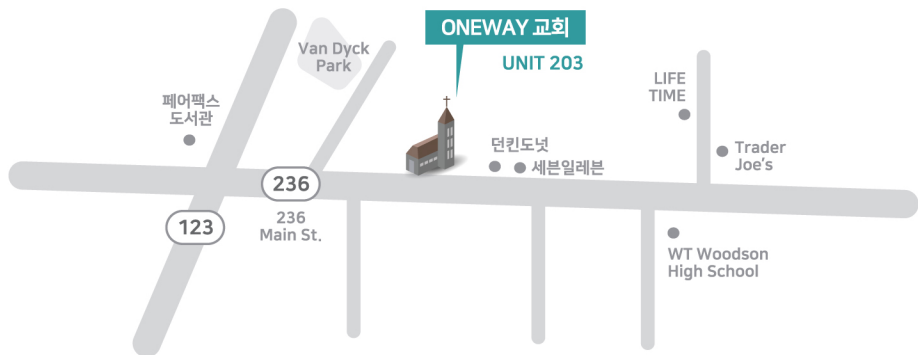 ONEWAY 교회
UNIT 203
Van Dyck
Park
페어팩스
도서관
LIFE
TIME
던킨도넛
세븐일레븐
Trader
Joe's
236
236
Main St.
123
WT Woodson
High School